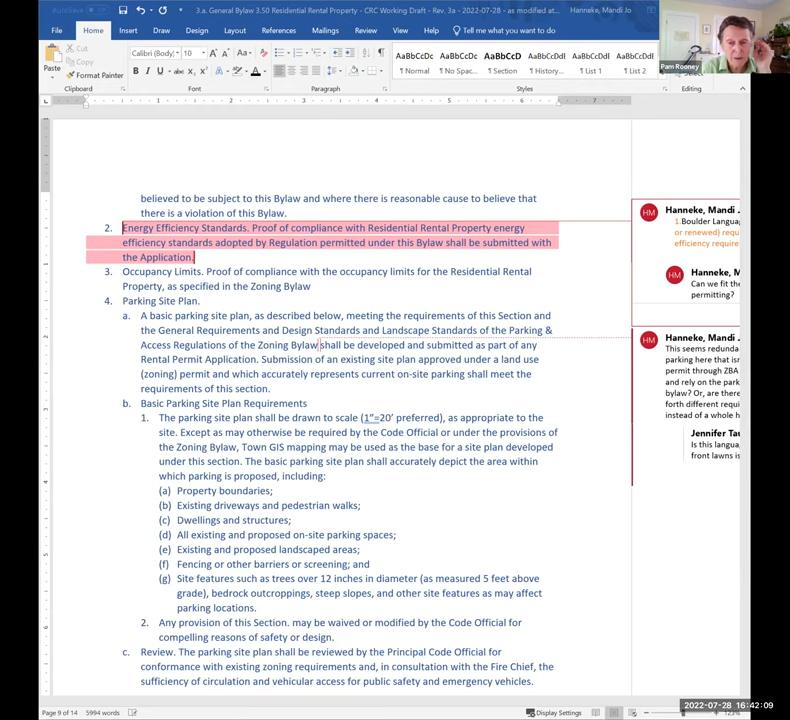 AutoSave
Off
3.a. General Bylaw 3.50 Residential Rental Property - CRC Working Draft - Rev. 3a - 2022-07-28 - as modified at...
Hanneke, Mandi Jo
File Home Insert Draw Design Layout References Mailings Review View Help Tell me what you want to do
Pam Rooney
Paste
Cut
Copy
Format Painter
Calibri (Body) 10
B I U abc x₂ x²
AaBbCcDc AaBbCcDc AaBbCcD AaBbCcDdE AaBbCcDdE AaBbCcDdI
¶ Normal ¶ No Spac... ¶ Section ¶ History... ¶ List 1 ¶ List 2
Clipboard Font Paragraph Styles Editing
believed to be subject to this Bylaw and where there is reasonable cause to believe that
there is a violation of this Bylaw.
2. Energy Efficiency Standards. Proof of compliance with Residential Rental Property energy
efficiency standards adopted by Regulation permitted under this Bylaw shall be submitted with
the Application.
3. Occupancy Limits. Proof of compliance with the occupancy limits for the Residential Rental
Property, as specified in the Zoning Bylaw
4. Parking Site Plan.
a. A basic parking site plan, as described below, meeting the requirements of this Section and
the General Requirements and Design Standards and Landscape Standards of the Parking &
Access Regulations of the Zoning Bylaw shall be developed and submitted as part of any
Rental Permit Application. Submission of an existing site plan approved under a land use
(zoning) permit and which accurately represents current on-site parking shall meet the
requirements of this section.
b. Basic Parking Site Plan Requirements
1. The parking site plan shall be drawn to scale (1”=20’ preferred), as appropriate to the
site. Except as may otherwise be required by the Code Official or under the provisions of
the Zoning Bylaw, Town GIS mapping may be used as the base for a site plan developed
under this section. The basic parking site plan shall accurately depict the area within
which parking is proposed, including:
(a) Property boundaries;
(b) Existing driveways and pedestrian walks;
(c) Dwellings and structures;
(d) All existing and proposed on-site parking spaces;
(e) Existing and proposed landscaped areas;
(f) Fencing or other barriers or screening; and
(g) Site features such as trees over 12 inches in diameter (as measured 5 feet above
grade), bedrock outcroppings, steep slopes, and other site features as may affect
parking locations.
2. Any provision of this Section. may be waived or modified by the Code Official for
compelling reasons of safety or design.
c. Review. The parking site plan shall be reviewed by the Principal Code Official for
conformance with existing zoning requirements and, in consultation with the Fire Chief, the
sufficiency of circulation and vehicular access for public safety and emergency vehicles.
HM Hanneke, Mandi J
1.Boulder Langua
or renewed) requ
efficiency require
HM Hanneke, M
Can we fit the
permitting?
HM Hanneke, Mandi J
This seems redunda
parking here that isn
permit through ZBA
and rely on the park
bylaw? Or, are there
forth different requi
instead of a whole h
Jennifer Tau
Is this langua
front lawns is
Page 9 of 14 5994 words Display Settings
2022-07-28 16:42:09